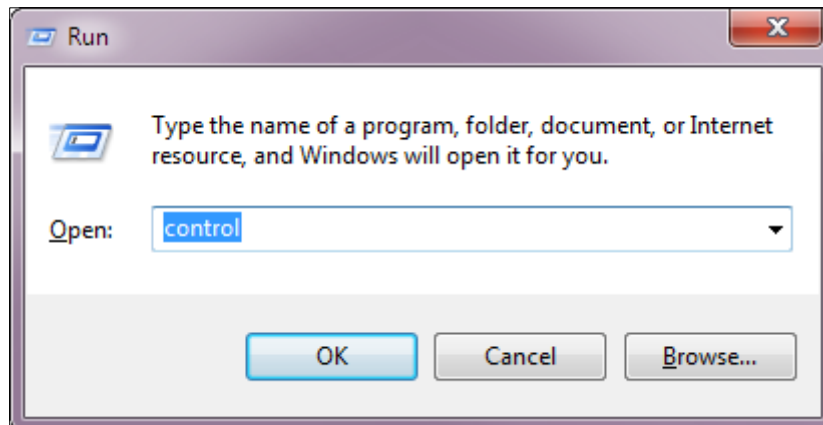 Run
Type the name of a program, folder, document, or Internet
resource, and Windows will open it for you.
Open: control
OK Cancel Browse...